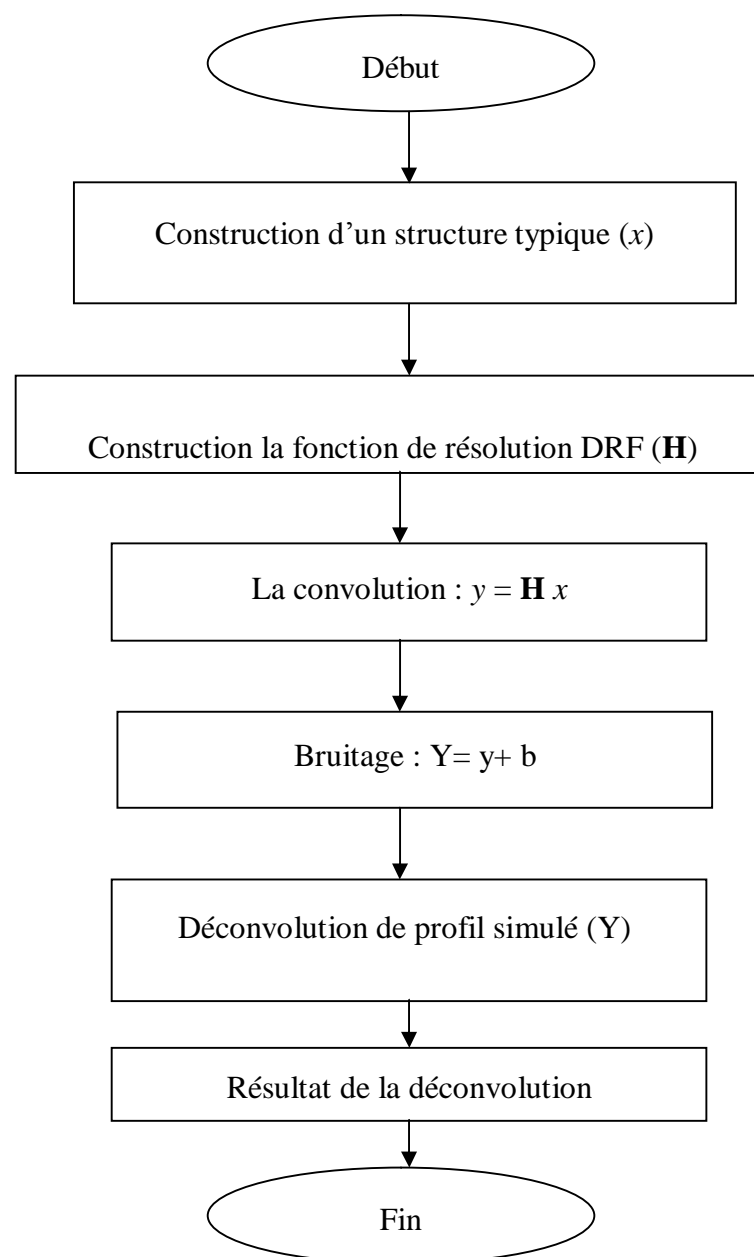 Début
Construction d’un structure typique (x)
Construction la fonction de résolution DRF (H)
La convolution : y = H x
Bruitage : Y= y+ b
Déconvolution de profil simulé (Y)
Résultat de la déconvolution
Fin